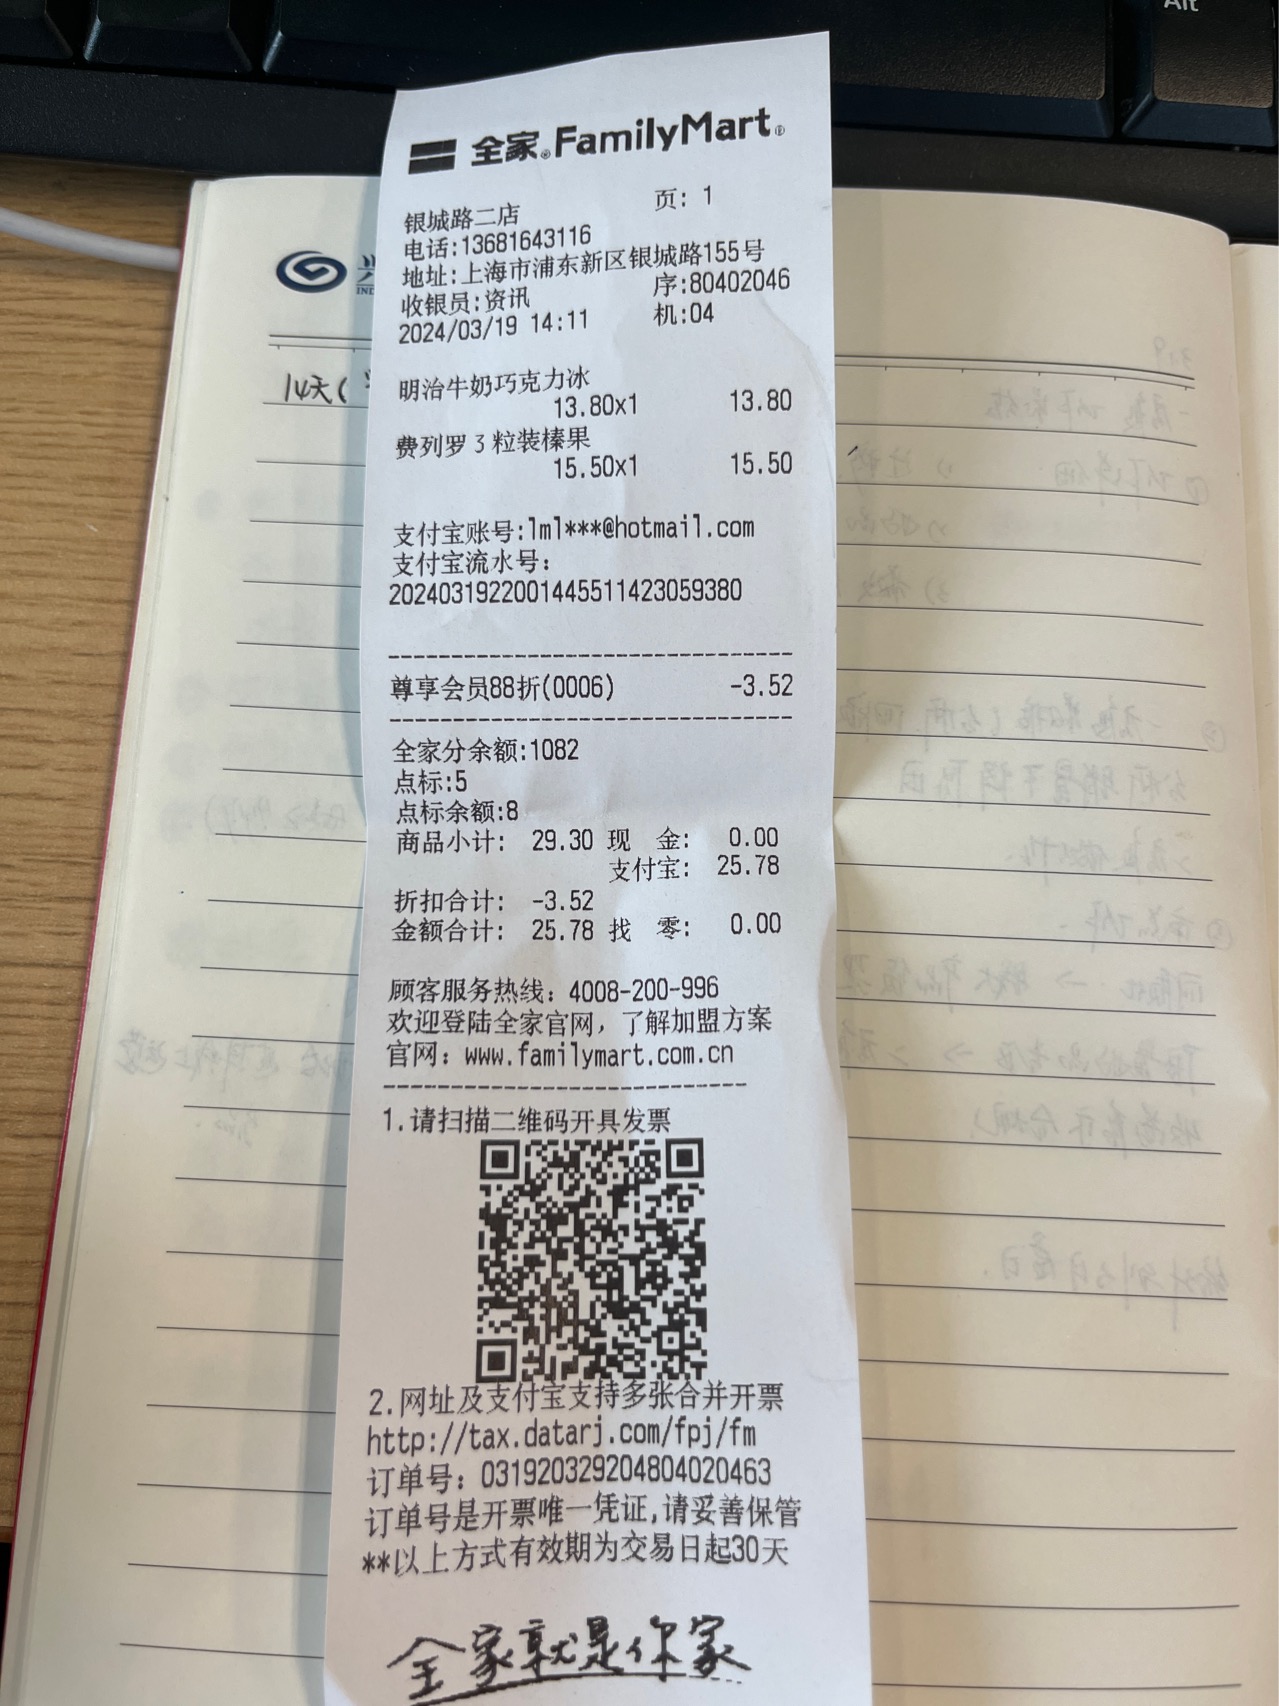 Alt
全家 FamilyMart
页: 1
银城路二店
电话:13681643116
地址:上海市浦东新区银城路155号
收银员:资讯 序:80402046
2024/03/19 14:11 机:04
14天(
明治牛奶巧克力冰
13.80x1 13.80
费列罗3粒装榛果
15.50x1 15.50
支付宝账号:lml***@hotmail.com
支付宝流水号:
2024031922001445511423059380
尊享会员88折(0006) -3.52
全家分余额:1082
点标:5
点标余额:8
商品小计: 29.30 现 金: 0.00
支付宝: 25.78
折扣合计: -3.52
金额合计: 25.78 找 零: 0.00
顾客服务热线: 4008-200-996
欢迎登陆全家官网, 了解加盟方案
官网: www.familymart.com.cn
1.请扫描二维码开具发票
2.网址及支付宝支持多张合并开票
http://tax.datarj.com/fpj/fm
订单号: 031920329204804020463
订单号是开票唯一凭证,请妥善保管
**以上方式有效期为交易日起30天
全家就是你家